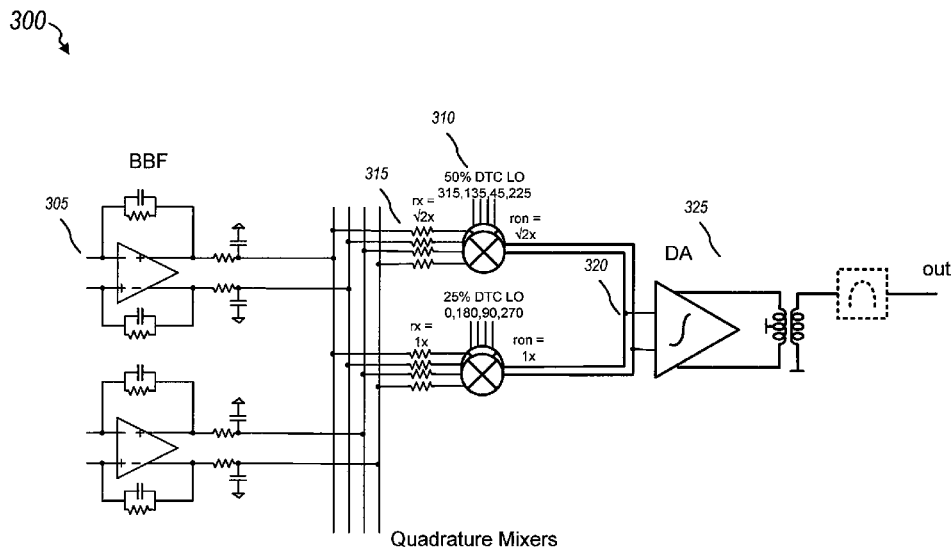 300
BBF
305
310
50% DTC LO
315,135,45,225
315
rx =
√2x
ron =
√2x
25% DTC LO
0,180,90,270
rx =
1x
ron =
1x
320
325
DA
out
Quadrature Mixers